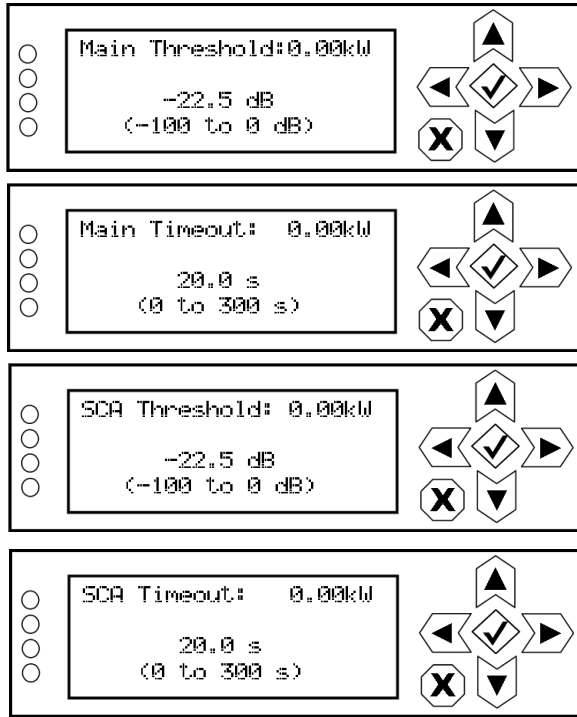 Main Threshold:0.00kW
-22.5 dB
(-100 to 0 dB)
X
Main Timeout: 0.00kW
20.0 s
(0 to 300 s)
X
SCA Threshold: 0.00kW
-22.5 dB
(-100 to 0 dB)
X
SCA Timeout: 0.00kW
20.0 s
(0 to 300 s)
X